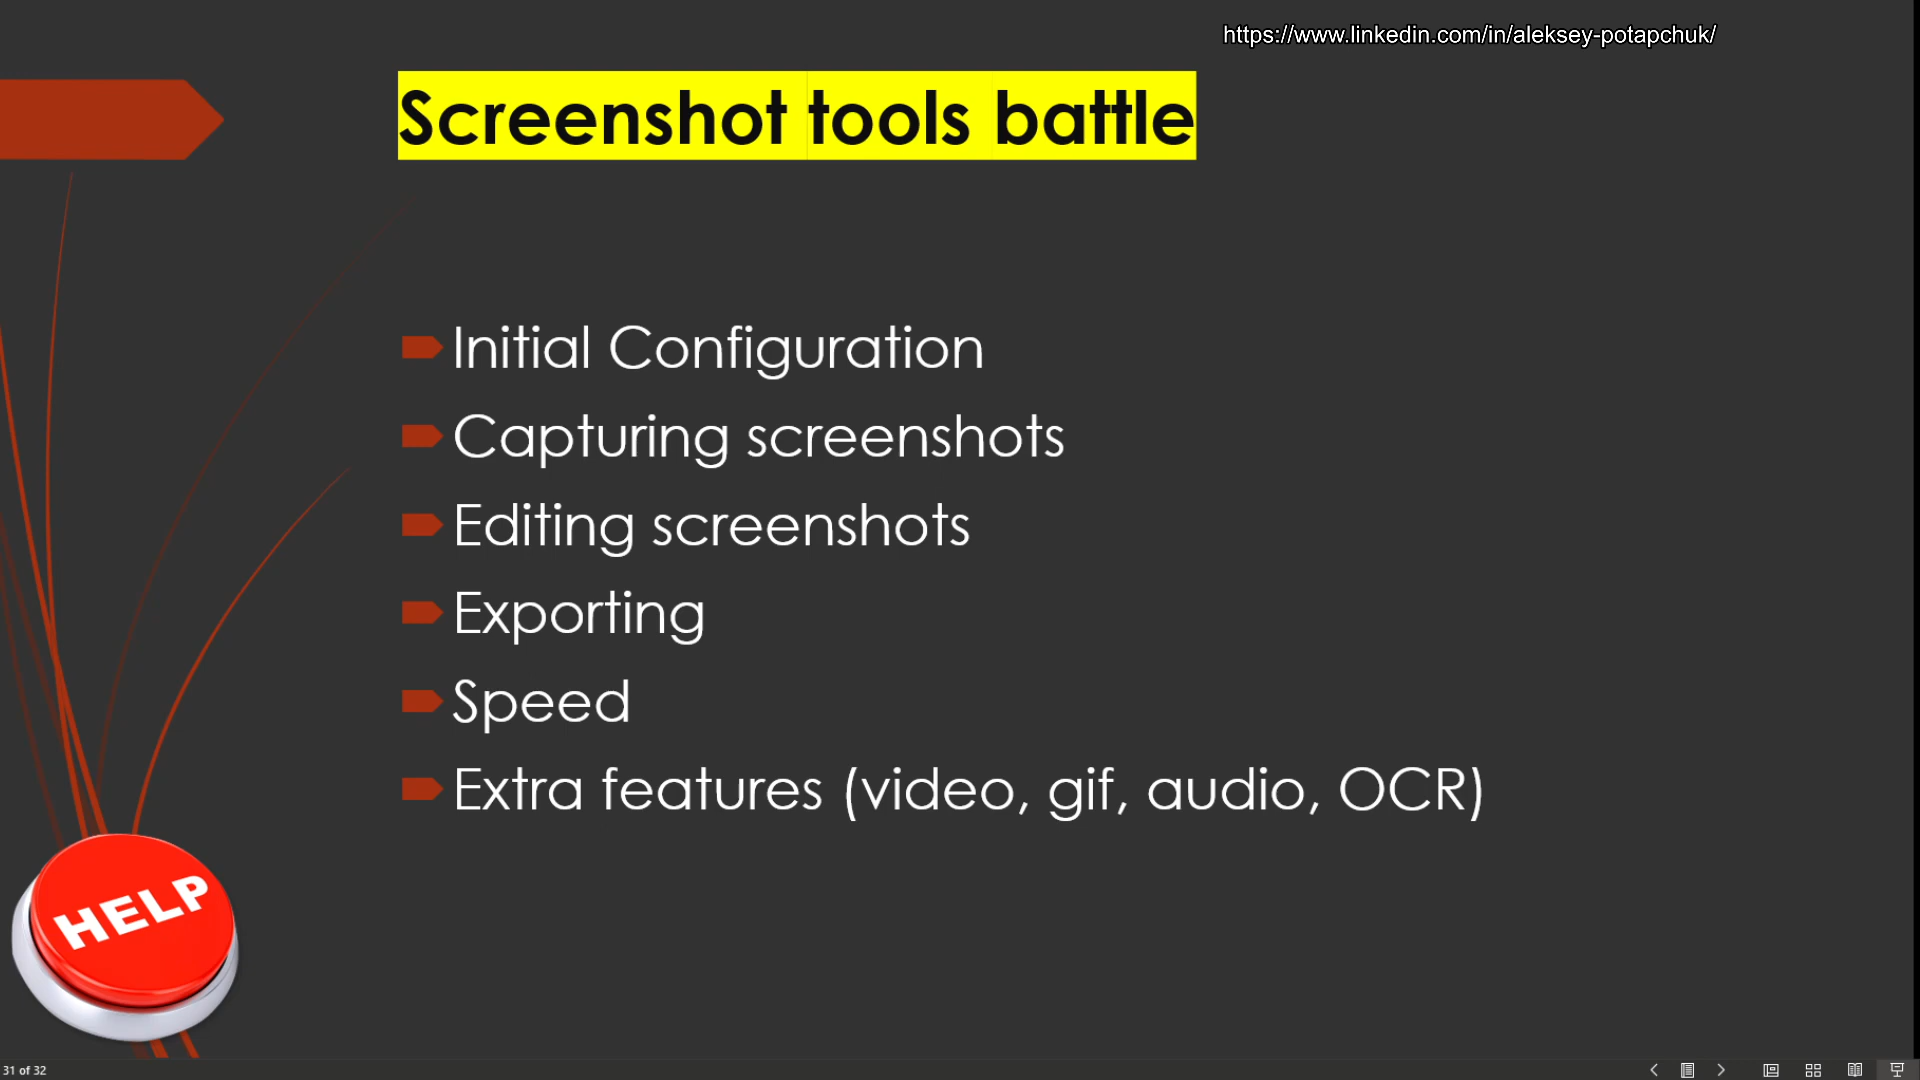 https://www.linkedin.com/in/aleksey-potapchuk/
Screenshot tools battle
Initial Configuration
Capturing screenshots
Editing screenshots
Exporting
Speed
Extra features (video, gif, audio, OCR)
HELP
31 of 32